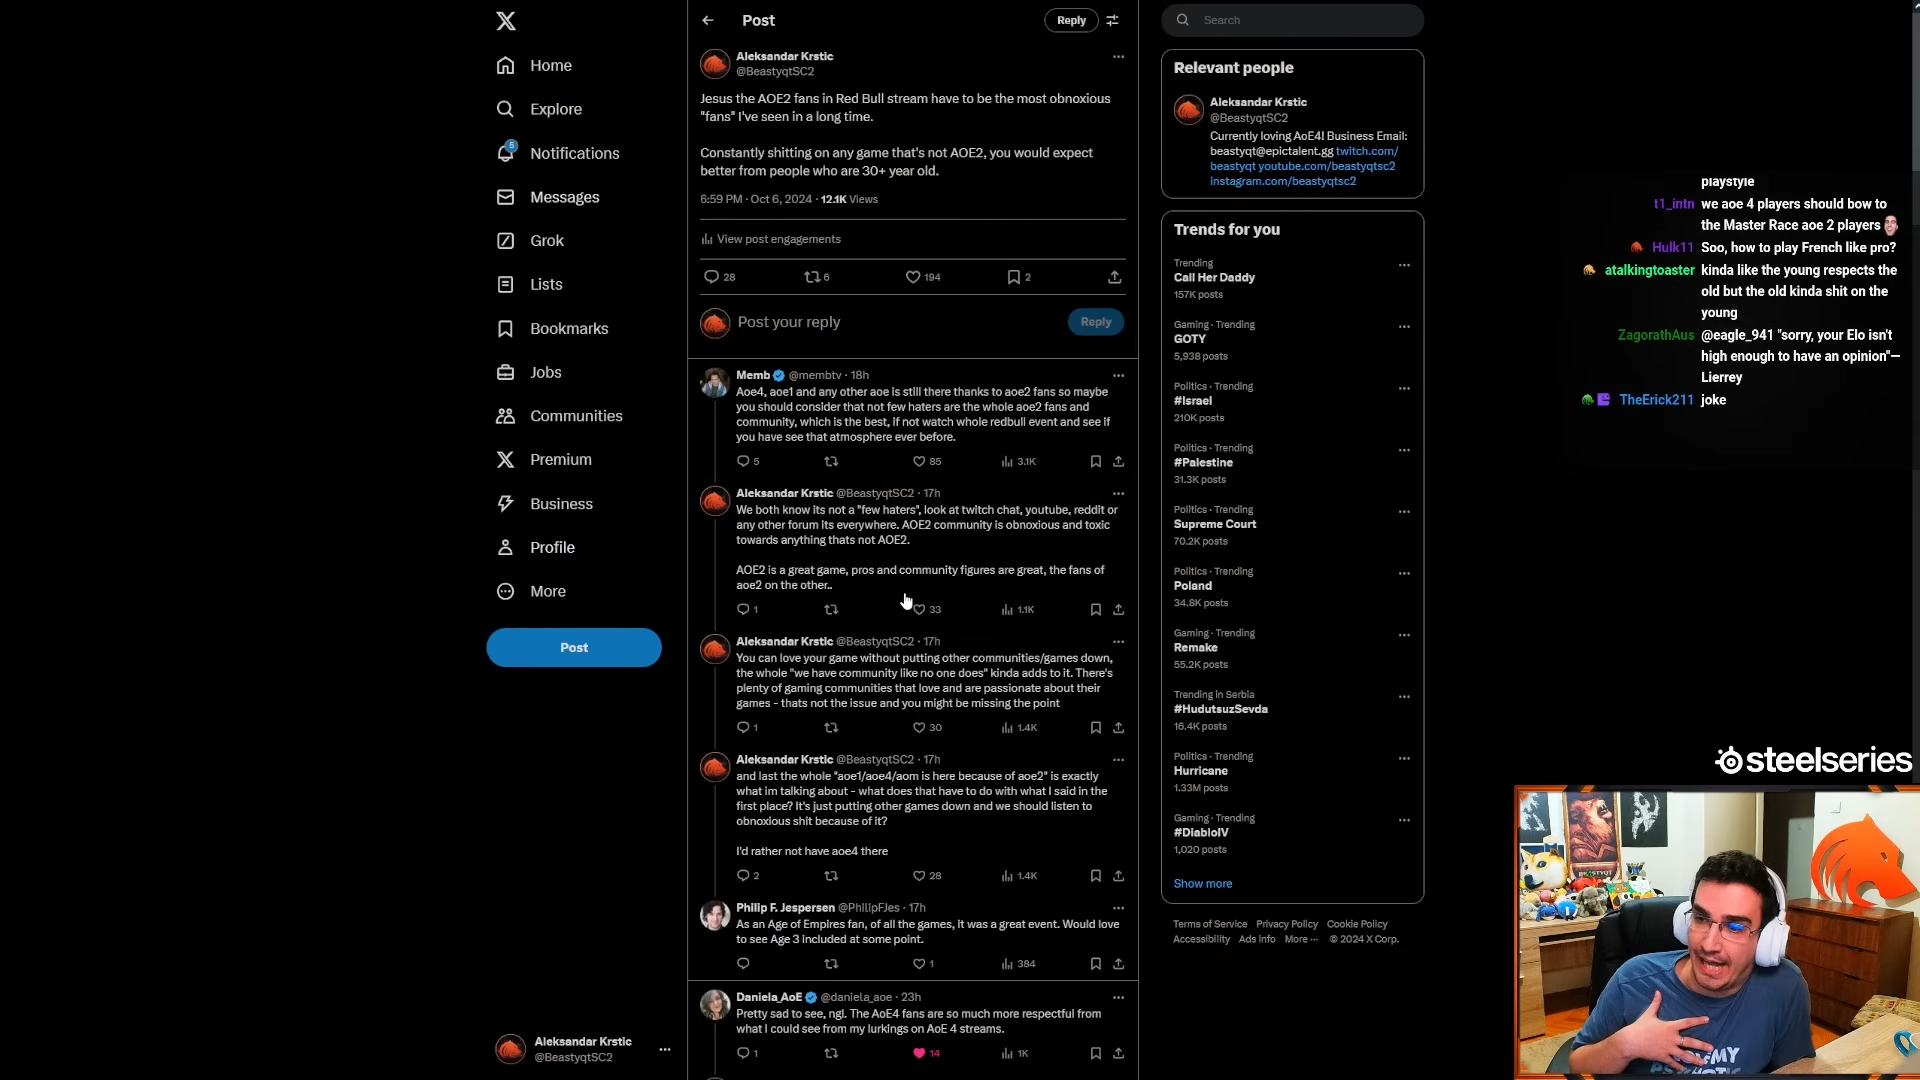 Home
Explore
5
Notifications
Messages
Grok
Lists
Bookmarks
Jobs
Communities
Premium
Business
Profile
More
Post
Aleksandar Krstic
@BeastyqtSC2
Post
Reply
Aleksandar Krstic
@BeastyqtSC2
Jesus the AOE2 fans in Red Bull stream have to be the most obnoxious
"fans" I've seen in a long time.
Constantly shitting on any game that's not AOE2, you would expect
better from people who are 30+ year old.
6:59 PM · Oct 6, 2024 · 12.1K Views
View post engagements
28 6 194 2
Post your reply
Reply
Memb @membtv · 18h
Aoe4, aoe1 and any other aoe is still there thanks to aoe2 fans so maybe
you should consider that not few haters are the whole aoe2 fans and
community, which is the best, if not watch whole redbull event and see if
you have see that atmosphere ever before.
5 85 3.1K
Aleksandar Krstic @BeastyqtSC2 · 17h
We both know its not a "few haters", look at twitch chat, youtube, reddit or
any other forum its everywhere. AOE2 community is obnoxious and toxic
towards anything thats not AOE2.
AOE2 is a great game, pros and community figures are great, the fans of
aoe2 on the other..
1 33 1.1K
Aleksandar Krstic @BeastyqtSC2 · 17h
You can love your game without putting other communities/games down,
the whole "we have community like no one does" kinda adds to it. There's
plenty of gaming communities that love and are passionate about their
games - thats not the issue and you might be missing the point
1 30 1.4K
Aleksandar Krstic @BeastyqtSC2 · 17h
and last the whole "aoe1/aoe4/aom is here because of aoe2" is exactly
what im talking about - what does that have to do with what I said in the
first place? It's just putting other games down and we should listen to
obnoxious shit because of it?
I'd rather not have aoe4 there
2 28 1.4K
Philip F. Jespersen @PhilipFJes · 17h
As an Age of Empires fan, of all the games, it was a great event. Would love
to see Age 3 included at some point.
1 384
Daniela_AoE @daniela_aoe · 23h
Pretty sad to see, ngl. The AoE4 fans are so much more respectful from
what I could see from my lurkings on AoE 4 streams.
1 14 1K
Search
Relevant people
Aleksandar Krstic
@BeastyqtSC2
Currently loving AoE4! Business Email:
beastyqt@epictalent.gg twitch.com/
beastyqt youtube.com/beastyqtsc2
instagram.com/beastyqtsc2
Trends for you
Trending
Call Her Daddy
157K posts
Gaming · Trending
GOTY
5,938 posts
Politics · Trending
#Israel
210K posts
Politics · Trending
#Palestine
31.3K posts
Politics · Trending
Supreme Court
70.2K posts
Politics · Trending
Poland
34.8K posts
Gaming · Trending
Remake
55.2K posts
Trending in Serbia
#HudutsuzSevda
16.4K posts
Politics · Trending
Hurricane
1.33M posts
Gaming · Trending
#DiabloIV
1,020 posts
Show more
Terms of Service Privacy Policy Cookie Policy
Accessibility Ads info More ··· © 2024 X Corp.
playstyle
t1_intn we aoe 4 players should bow to
the Master Race aoe 2 players
Hulk11 Soo, how to play French like pro?
atalkingtoaster kinda like the young respects the
old but the old kinda shit on the
young
ZagorathAus @eagle_941 "sorry, your Elo isn't
high enough to have an opinion"—
Lierrey
TheErick211 joke
steelseries